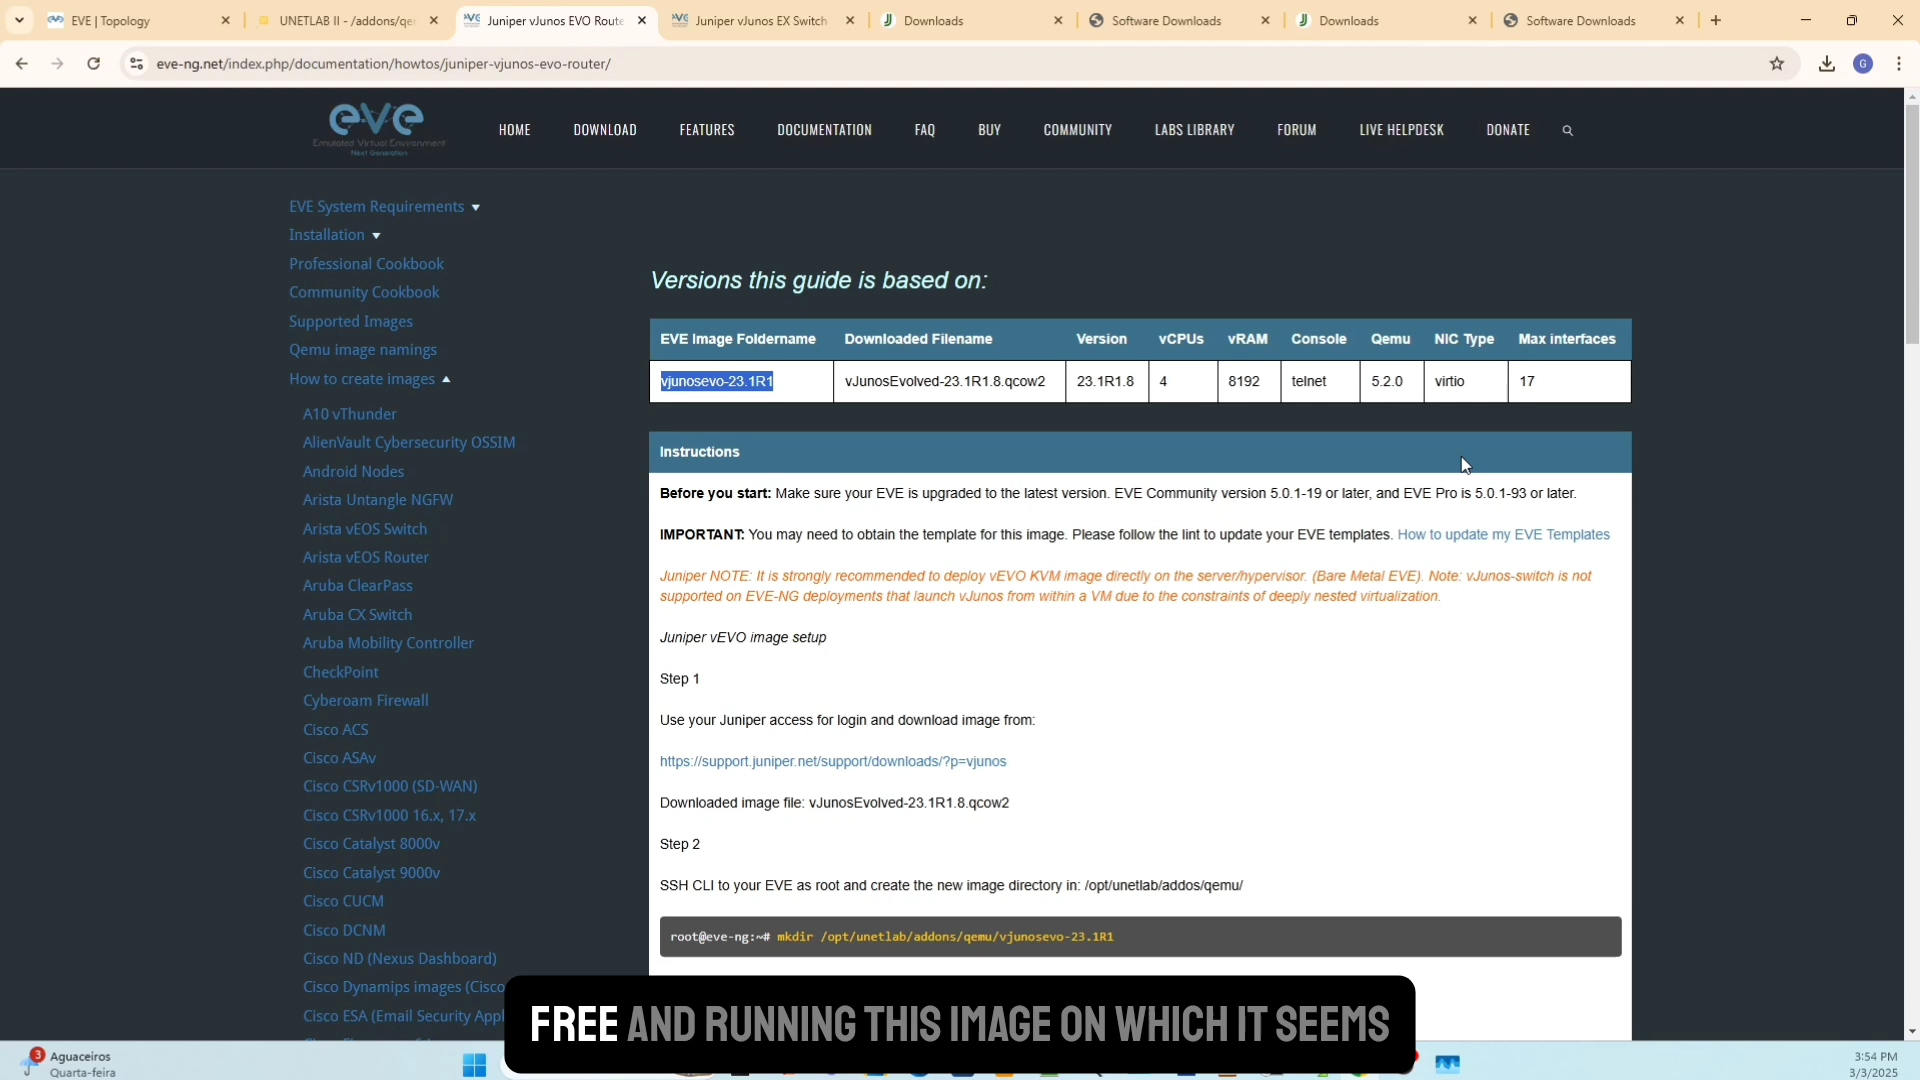 EVE | Topology
UNETLAB II - /addons/qe
Juniper vJunos EVO Route
Juniper vJunos EX Switch
Downloads
Software Downloads
Downloads
Software Downloads
eve-ng.net/index.php/documentation/howtos/juniper-vjunos-evo-router/
G
eve
Emulated Virtual Environment
Next Generation
HOME
DOWNLOAD
FEATURES
DOCUMENTATION
FAQ
BUY
COMMUNITY
LABS LIBRARY
FORUM
LIVE HELPDESK
DONATE
EVE System Requirements
Installation
Professional Cookbook
Community Cookbook
Supported Images
Qemu image namings
How to create images
A10 vThunder
AlienVault Cybersecurity OSSIM
Android Nodes
Arista Untangle NGFW
Arista vEOS Switch
Arista vEOS Router
Aruba ClearPass
Aruba CX Switch
Aruba Mobility Controller
CheckPoint
Cyberoam Firewall
Cisco ACS
Cisco ASAv
Cisco CSRv1000 (SD-WAN)
Cisco CSRv1000 16.x, 17.x
Cisco Catalyst 8000v
Cisco Catalyst 9000v
Cisco CUCM
Cisco DCNM
Cisco ND (Nexus Dashboard)
Cisco Dynamips images (Cisco
Cisco ESA (Email Security Appl
Versions this guide is based on:
EVE Image Foldername Downloaded Filename Version vCPUs vRAM Console Qemu NIC Type Max interfaces
vjunosevo-23.1R1 vJunosEvolved-23.1R1.8.qcow2 23.1R1.8 4 8192 telnet 5.2.0 virtio 17
Instructions
Before you start: Make sure your EVE is upgraded to the latest version. EVE Community version 5.0.1-19 or later, and EVE Pro is 5.0.1-93 or later.
IMPORTANT: You may need to obtain the template for this image. Please follow the lint to update your EVE templates. How to update my EVE Templates
Juniper NOTE: It is strongly recommended to deploy vEVO KVM image directly on the server/hypervisor. (Bare Metal EVE). Note: vJunos-switch is not
supported on EVE-NG deployments that launch vJunos from within a VM due to the constraints of deeply nested virtualization.
Juniper vEVO image setup
Step 1
Use your Juniper access for login and download image from:
https://support.juniper.net/support/downloads/?p=vjunos
Downloaded image file: vJunosEvolved-23.1R1.8.qcow2
Step 2
SSH CLI to your EVE as root and create the new image directory in: /opt/unetlab/addos/qemu/
root@eve-ng:~# mkdir /opt/unetlab/addons/qemu/vjunosevo-23.1R1
FREE AND RUNNING THIS IMAGE ON WHICH IT SEEMS
3
Aguaceiros
Quarta-feira
3:54 PM
3/3/2025